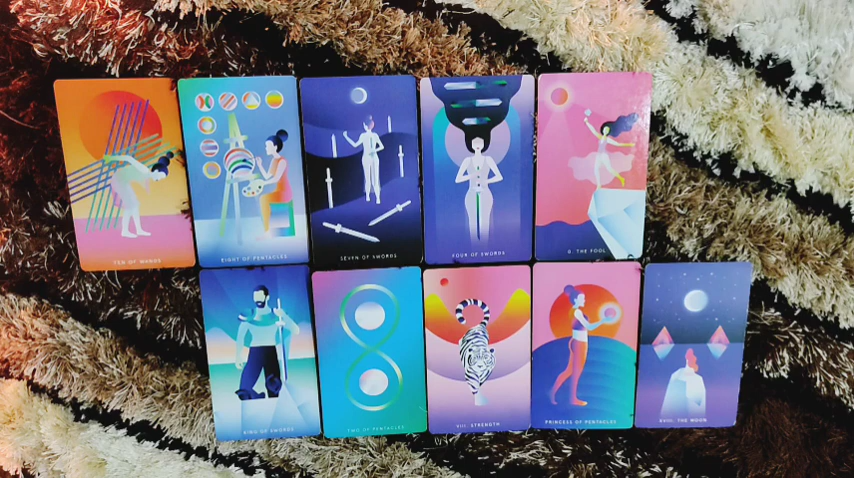 TEN OF WANDS
EIGHT OF PENTACLES
SEVEN OF SWORDS
FOUR OF SWORDS
0. THE FOOL
KING OF SWORDS
TWO OF PENTACLES
VIII. STRENGTH
PRINCESS OF PENTACLES
XVIII. THE MOON